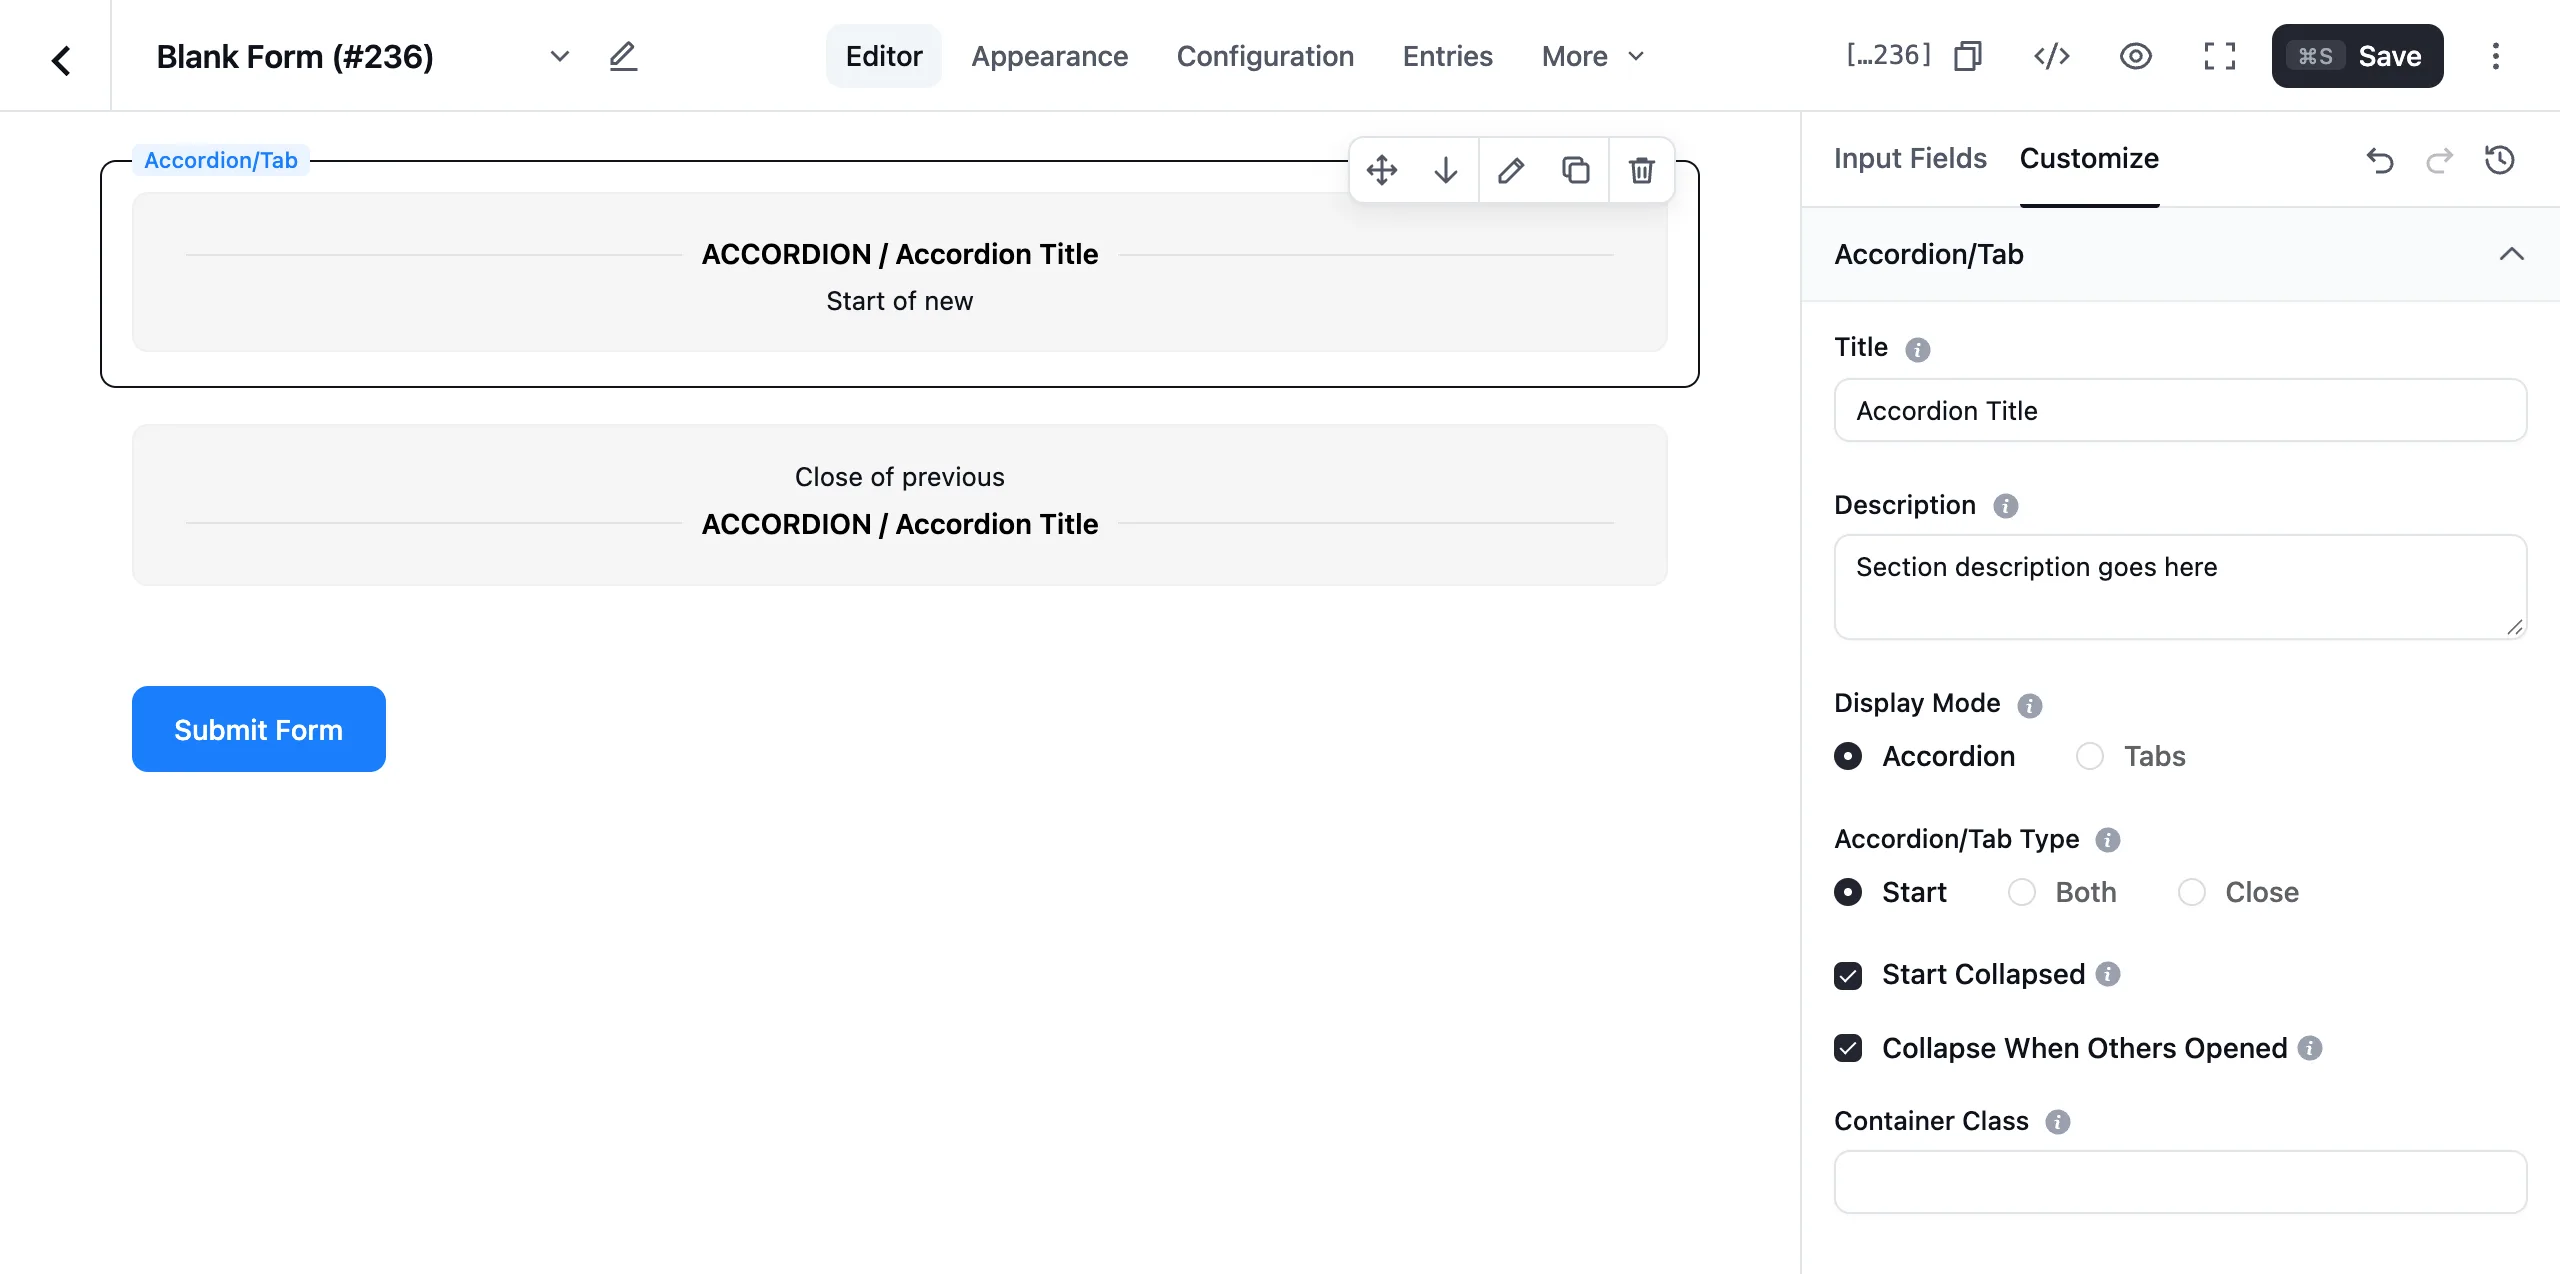 Blank Form (#236)
Editor
Appearance
Configuration
Entries
More
[…236]
⌘S Save
Accordion/Tab
ACCORDION / Accordion Title
Start of new
Close of previous
ACCORDION / Accordion Title
Submit Form
Input Fields
Customize
Accordion/Tab
Title
Accordion Title
Description
Section description goes here
Display Mode
Accordion
Tabs
Accordion/Tab Type
Start
Both
Close
Start Collapsed
Collapse When Others Opened
Container Class